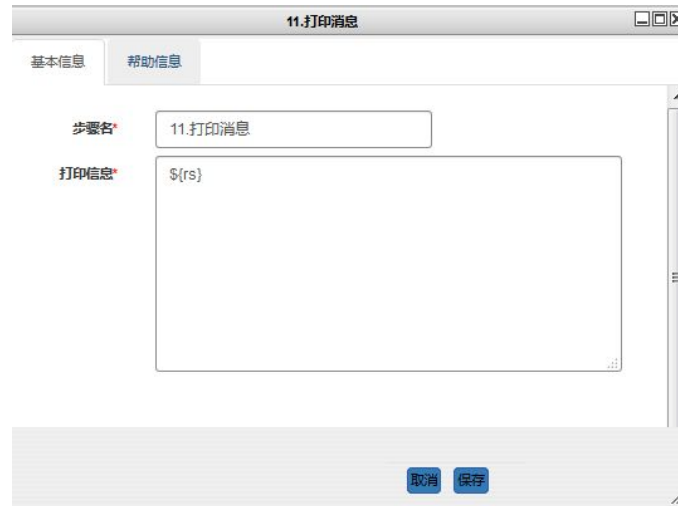 11.打印消息
基本信息 帮助信息
步骤名* 11.打印消息
打印信息* ${rs}
取消 保存